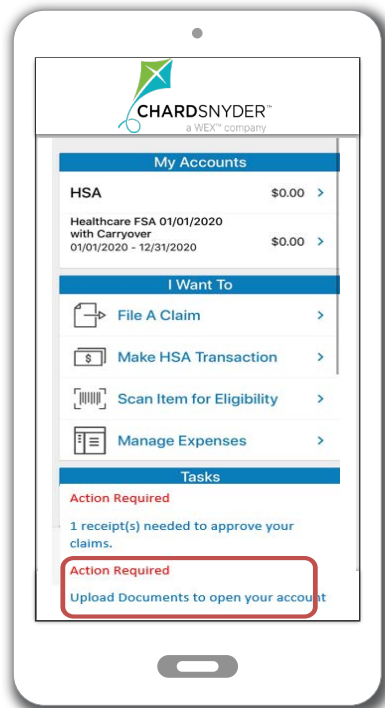 CHARDSNYDER™
a WEX™ company
My Accounts
HSA $0.00 >
Healthcare FSA 01/01/2020
with Carryover
01/01/2020 - 12/31/2020 $0.00 >
I Want To
File A Claim >
$ Make HSA Transaction >
Scan Item for Eligibility >
Manage Expenses >
Tasks
Action Required
1 receipt(s) needed to approve your
claims.
Action Required
Upload Documents to open your account